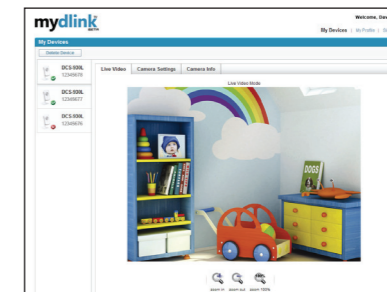 mydlink
Welcome, Dav
My Devices | My Profile |
My Devices
Delete Device
DCS-930L
12345678
DCS-930L
12345677
DCS-930L
12345676
Live Video
Camera Settings
Camera Info
Live Video Mode
DOGS
zoom in
zoom out
zoom 100%